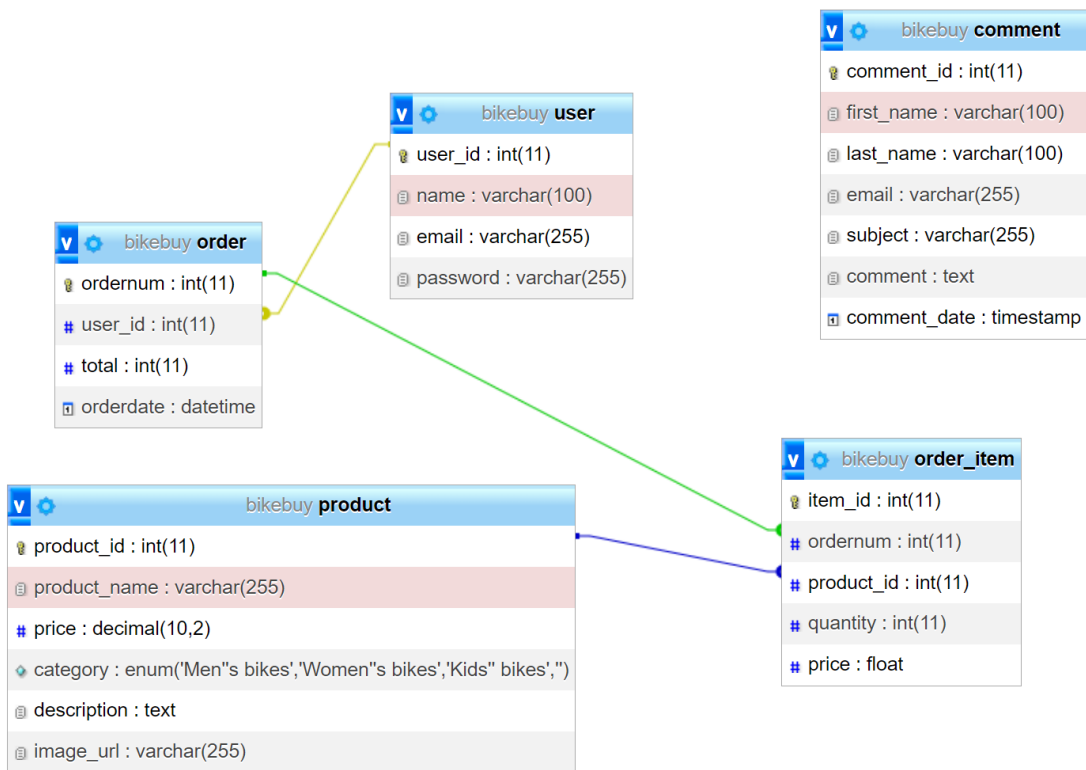 bikebuy comment
comment_id : int(11)
first_name : varchar(100)
last_name : varchar(100)
email : varchar(255)
subject : varchar(255)
comment : text
comment_date : timestamp
bikebuy user
user_id : int(11)
name : varchar(100)
email : varchar(255)
password : varchar(255)
bikebuy order
ordernum : int(11)
user_id : int(11)
total : int(11)
orderdate : datetime
bikebuy order_item
item_id : int(11)
ordernum : int(11)
product_id : int(11)
quantity : int(11)
price : float
bikebuy product
product_id : int(11)
product_name : varchar(255)
price : decimal(10,2)
category : enum('Men''s bikes','Women''s bikes','Kids'' bikes','')
description : text
image_url : varchar(255)